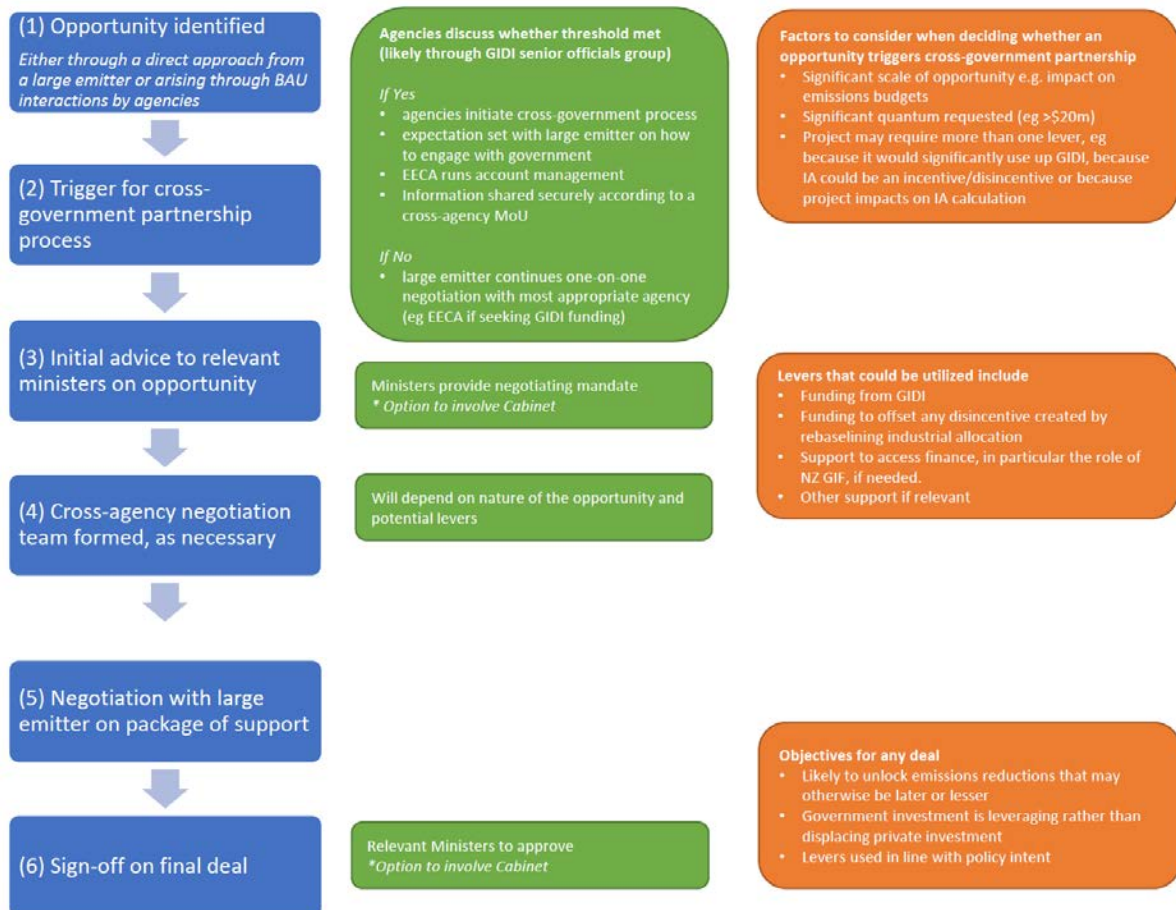 (1) Opportunity identified
Either through a direct approach from
a large emitter or arising through BAU
interactions by agencies
(2) Trigger for cross-
government partnership
process
(3) Initial advice to relevant
ministers on opportunity
(4) Cross-agency negotiation
team formed, as necessary
(5) Negotiation with large
emitter on package of support
(6) Sign-off on final deal
Agencies discuss whether threshold met
(likely through GIDI senior officials group)
If Yes
• agencies initiate cross-government process
• expectation set with large emitter on how
to engage with government
• EECA runs account management
• Information shared securely according to a
cross-agency MoU
If No
• large emitter continues one-on-one
negotiation with most appropriate agency
(eg EECA if seeking GIDI funding)
Ministers provide negotiating mandate
* Option to involve Cabinet
Will depend on nature of the opportunity and
potential levers
Relevant Ministers to approve
*Option to involve Cabinet
Factors to consider when deciding whether an
opportunity triggers cross-government partnership
• Significant scale of opportunity e.g. impact on
emissions budgets
• Significant quantum requested (eg >$20m)
• Project may require more than one lever, eg
because it would significantly use up GIDI, because
IA could be an incentive/disincentive or because
project impacts on IA calculation
Levers that could be utilized include
• Funding from GIDI
• Funding to offset any disincentive created by
rebaselining industrial allocation
• Support to access finance, in particular the role of
NZ GIF, if needed.
• Other support if relevant
Objectives for any deal
• Likely to unlock emissions reductions that may
otherwise be later or lesser
• Government investment is leveraging rather than
displacing private investment
• Levers used in line with policy intent